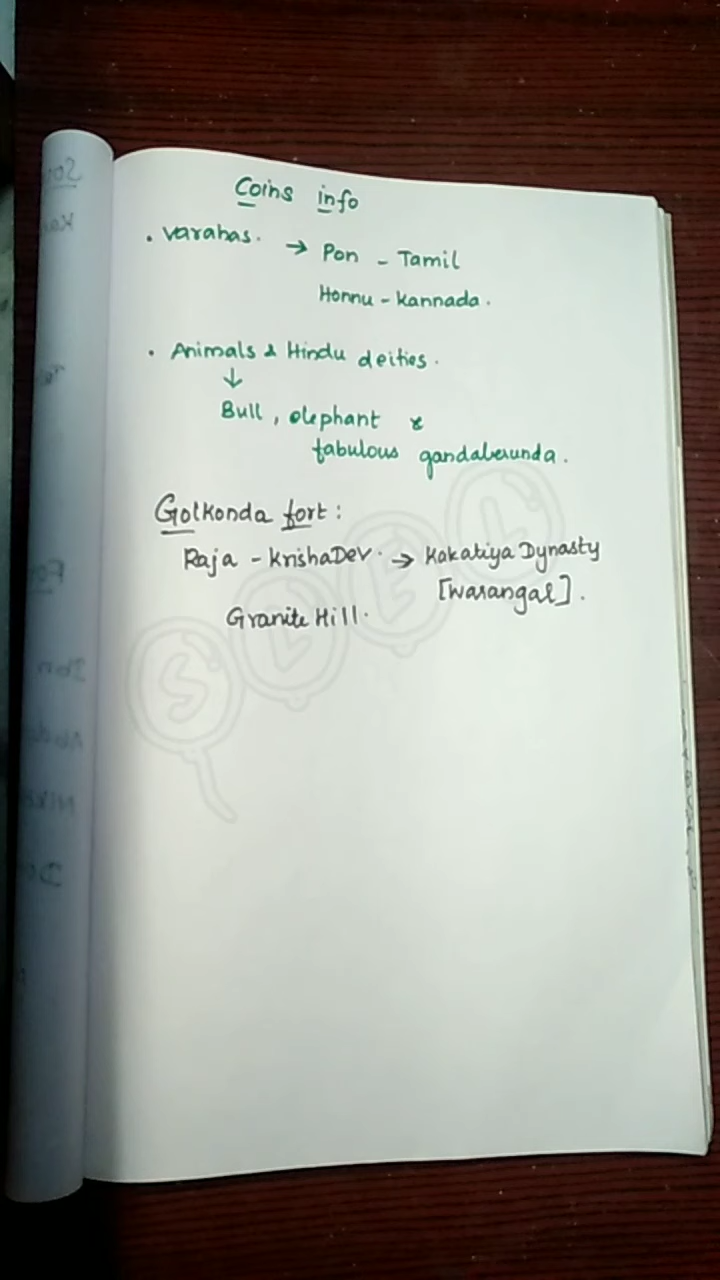 Coins info
. Varahas. → Pon - Tamil
Honnu - Kannada.
. Animals & Hindu deities.
↓
Bull, elephant &
fabulous gandaberunda.
Golkonda fort:
Raja - KrishaDev. → Kakatiya Dynasty
[Warangal].
Granite Hill.
SLEL